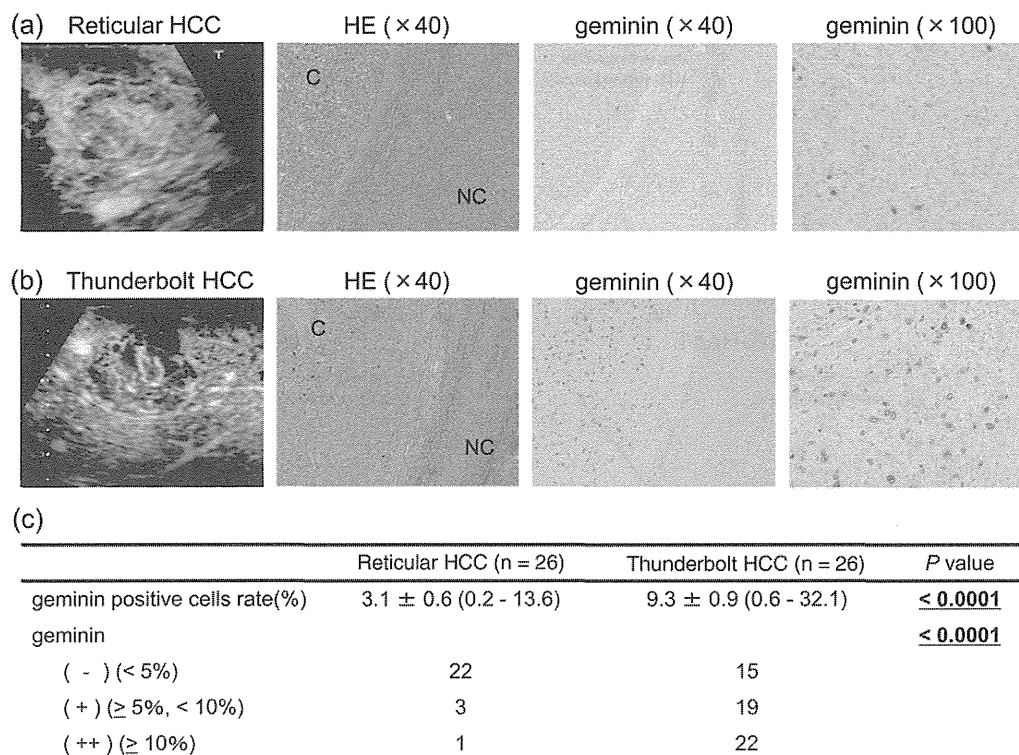 (a) Reticular HCC HE (×40) geminin (×40) geminin (×100)
C
NC
(b) Thunderbolt HCC HE (×40) geminin (×40) geminin (×100)
C
NC
(c)
Reticular HCC (n = 26) Thunderbolt HCC (n = 26) P value
geminin positive cells rate(%) 3.1 ± 0.6 (0.2 - 13.6) 9.3 ± 0.9 (0.6 - 32.1) < 0.0001
geminin < 0.0001
( - ) (< 5%) 22 15
( + ) (≥ 5%, < 10%) 3 19
( ++ ) (≥ 10%) 1 22